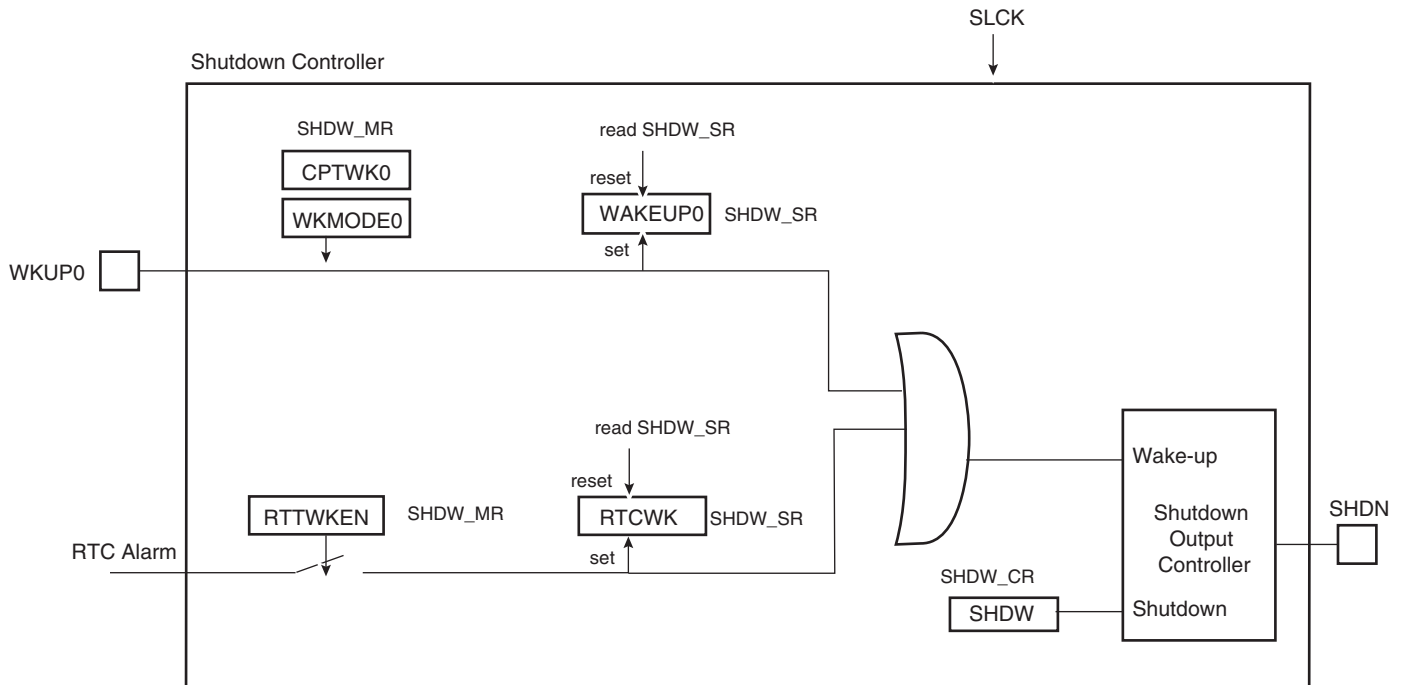 SLCK
Shutdown Controller
SHDW_MR
CPTWK0
WKMODE0
read SHDW_SR
reset
WAKEUP0
SHDW_SR
set
WKUP0
read SHDW_SR
reset
RTTWKEN
SHDW_MR
RTCWK
SHDW_SR
set
RTC Alarm
Wake-up
Shutdown
Output
Controller
SHDN
SHDW_CR
SHDW
Shutdown